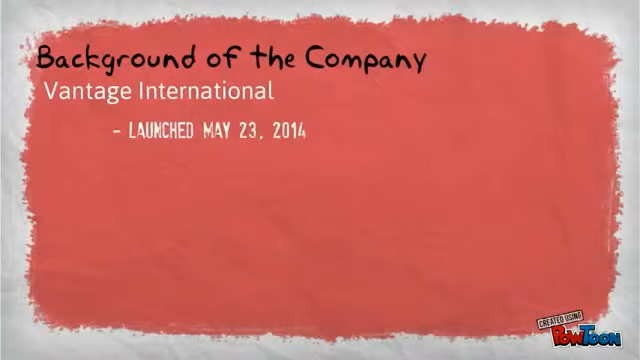 Background of the Company
Vantage International
- LAUNCHED MAY 23, 2014
CREATED USING
POWTOON